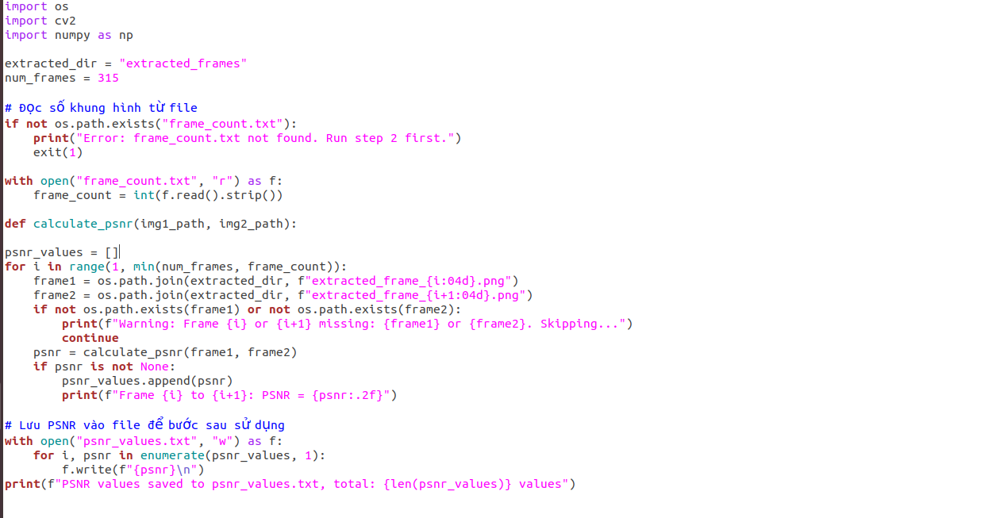 import os
import cv2
import numpy as np

extracted_dir = "extracted_frames"
num_frames = 315

# Đọc số khung hình từ file
if not os.path.exists("frame_count.txt"):
    print("Error: frame_count.txt not found. Run step 2 first.")
    exit(1)

with open("frame_count.txt", "r") as f:
    frame_count = int(f.read().strip())

def calculate_psnr(img1_path, img2_path):

psnr_values = []
for i in range(1, min(num_frames, frame_count)):
    frame1 = os.path.join(extracted_dir, f"extracted_frame_{i:04d}.png")
    frame2 = os.path.join(extracted_dir, f"extracted_frame_{i+1:04d}.png")
    if not os.path.exists(frame1) or not os.path.exists(frame2):
        print(f"Warning: Frame {i} or {i+1} missing: {frame1} or {frame2}. Skipping...")
        continue
    psnr = calculate_psnr(frame1, frame2)
    if psnr is not None:
        psnr_values.append(psnr)
        print(f"Frame {i} to {i+1}: PSNR = {psnr:.2f}")

# Lưu PSNR vào file để bước sau sử dụng
with open("psnr_values.txt", "w") as f:
    for i, psnr in enumerate(psnr_values, 1):
        f.write(f"{psnr}\n")
print(f"PSNR values saved to psnr_values.txt, total: {len(psnr_values)} values")